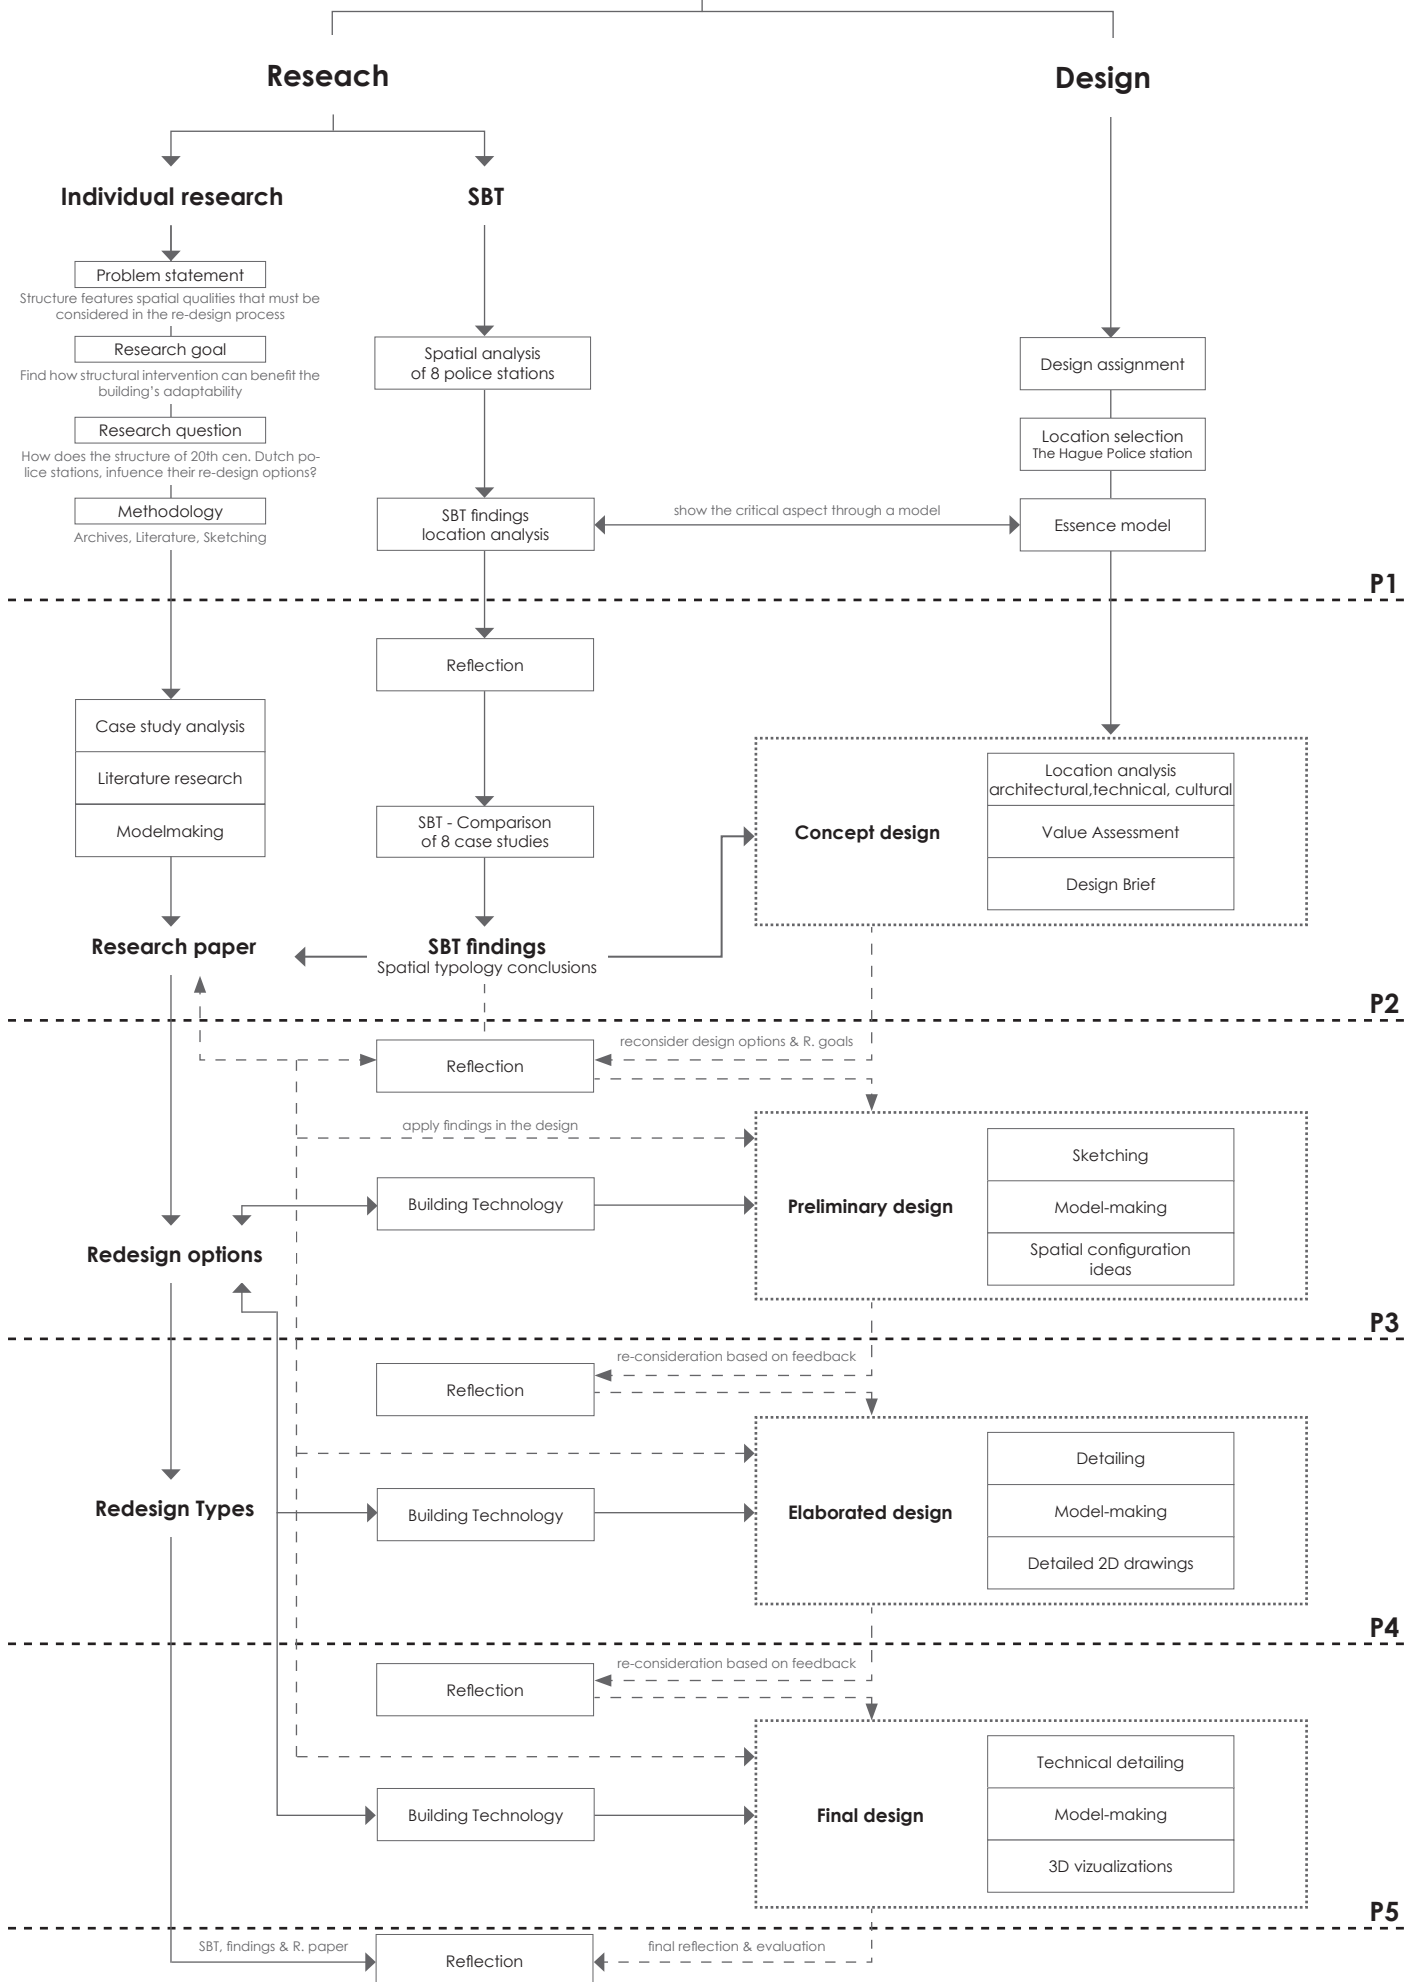 Reseach
Design
Individual research
SBT
Problem statement
Structure features spatial qualities that must be
considered in the re-design process
Research goal
Find how structural intervention can benefit the
building's adaptability
Research question
How does the structure of 20th cen. Dutch po-
lice stations, infuence their re-design options?
Methodology
Archives, Literature, Sketching
Spatial analysis
of 8 police stations
SBT findings
location analysis
show the critical aspect through a model
Design assignment
Location selection
The Hague Police station
Essence model
P1
Reflection
Case study analysis
Literature research
Modelmaking
SBT - Comparison
of 8 case studies
Concept design
Location analysis
architectural,technical, cultural
Value Assessment
Design Brief
Research paper
SBT findings
Spatial typology conclusions
P2
Reflection
reconsider design options & R. goals
apply findings in the design
Building Technology
Preliminary design
Sketching
Model-making
Spatial configuration
ideas
Redesign options
P3
re-consideration based on feedback
Reflection
Redesign Types
Building Technology
Elaborated design
Detailing
Model-making
Detailed 2D drawings
P4
re-consideration based on feedback
Reflection
Building Technology
Final design
Technical detailing
Model-making
3D vizualizations
P5
SBT, findings & R. paper
Reflection
final reflection & evaluation